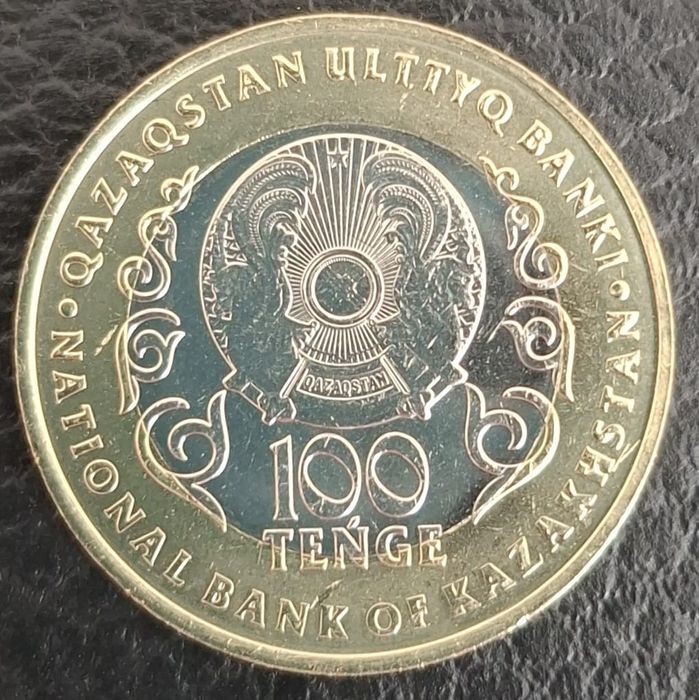 QAZAQSTAN ULTTYQ BANKI
QAZAQSTAN
100
TEŃGE
NATIONAL BANK OF KAZAKHSTAN